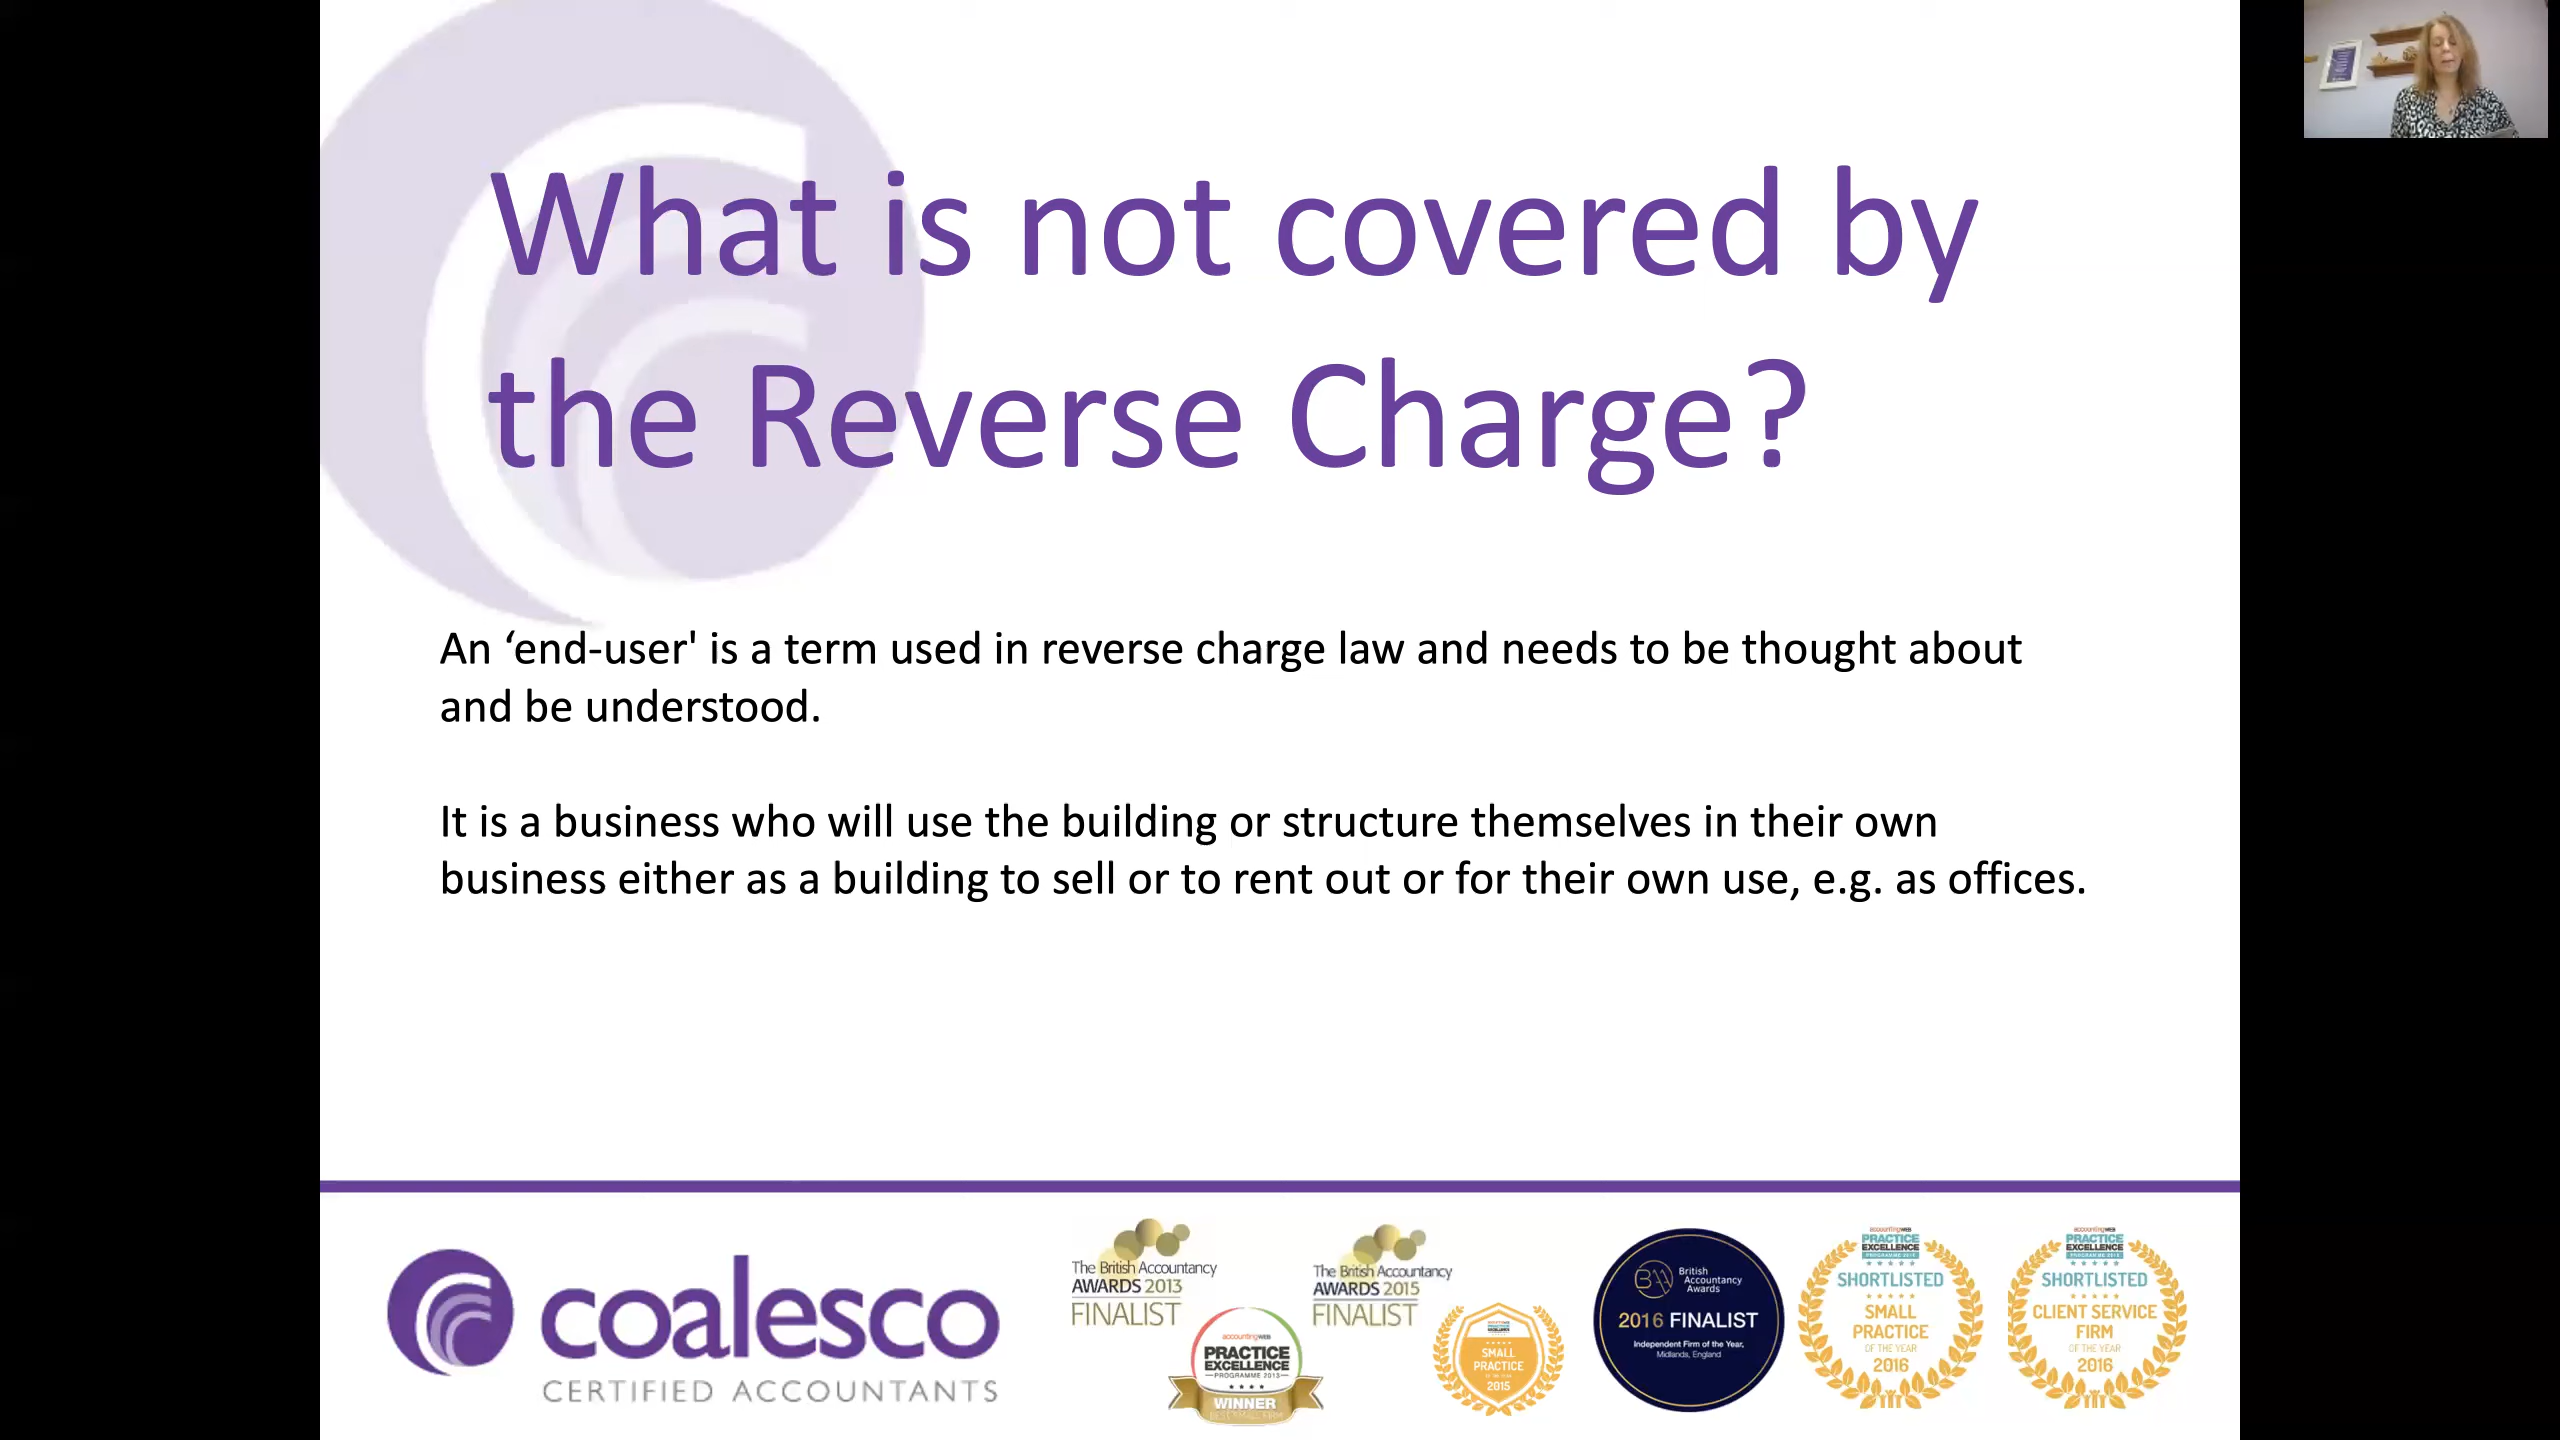 What is not covered by
the Reverse Charge?
An ‘end-user' is a term used in reverse charge law and needs to be thought about
and be understood.
It is a business who will use the building or structure themselves in their own
business either as a building to sell or to rent out or for their own use, e.g. as offices.
coalesco
CERTIFIED ACCOUNTANTS
The British Accountancy
AWARDS 2013
FINALIST
accountingWEB
PRACTICE
EXCELLENCE
PROGRAMME 2013
WINNER
The British Accountancy
AWARDS 2015
FINALIST
SMALL
PRACTICE
2015
British
Accountancy
Awards
2016 FINALIST
Independent Firm of the Year,
Midlands, England
accountingWEB
PRACTICE
EXCELLENCE
SHORTLISTED
SMALL
PRACTICE
OF THE YEAR
2016
accountingWEB
PRACTICE
EXCELLENCE
SHORTLISTED
CLIENT SERVICE
FIRM
OF THE YEAR
2016